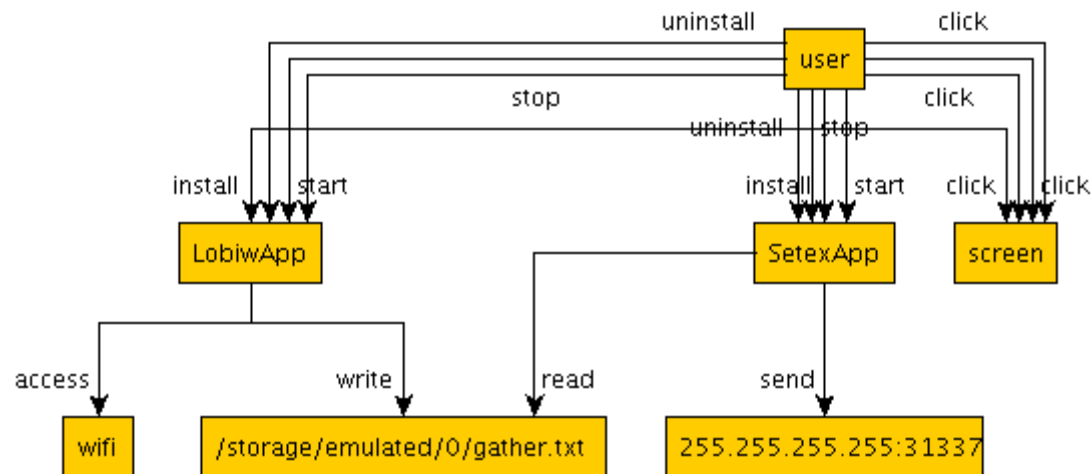 uninstall
click
user
stop
click
uninstall
stop
install
start
install
start
click
click
LobiwApp
SetexApp
screen
access
write
read
send
wifi
/storage/emulated/0/gather.txt
255.255.255.255:31337